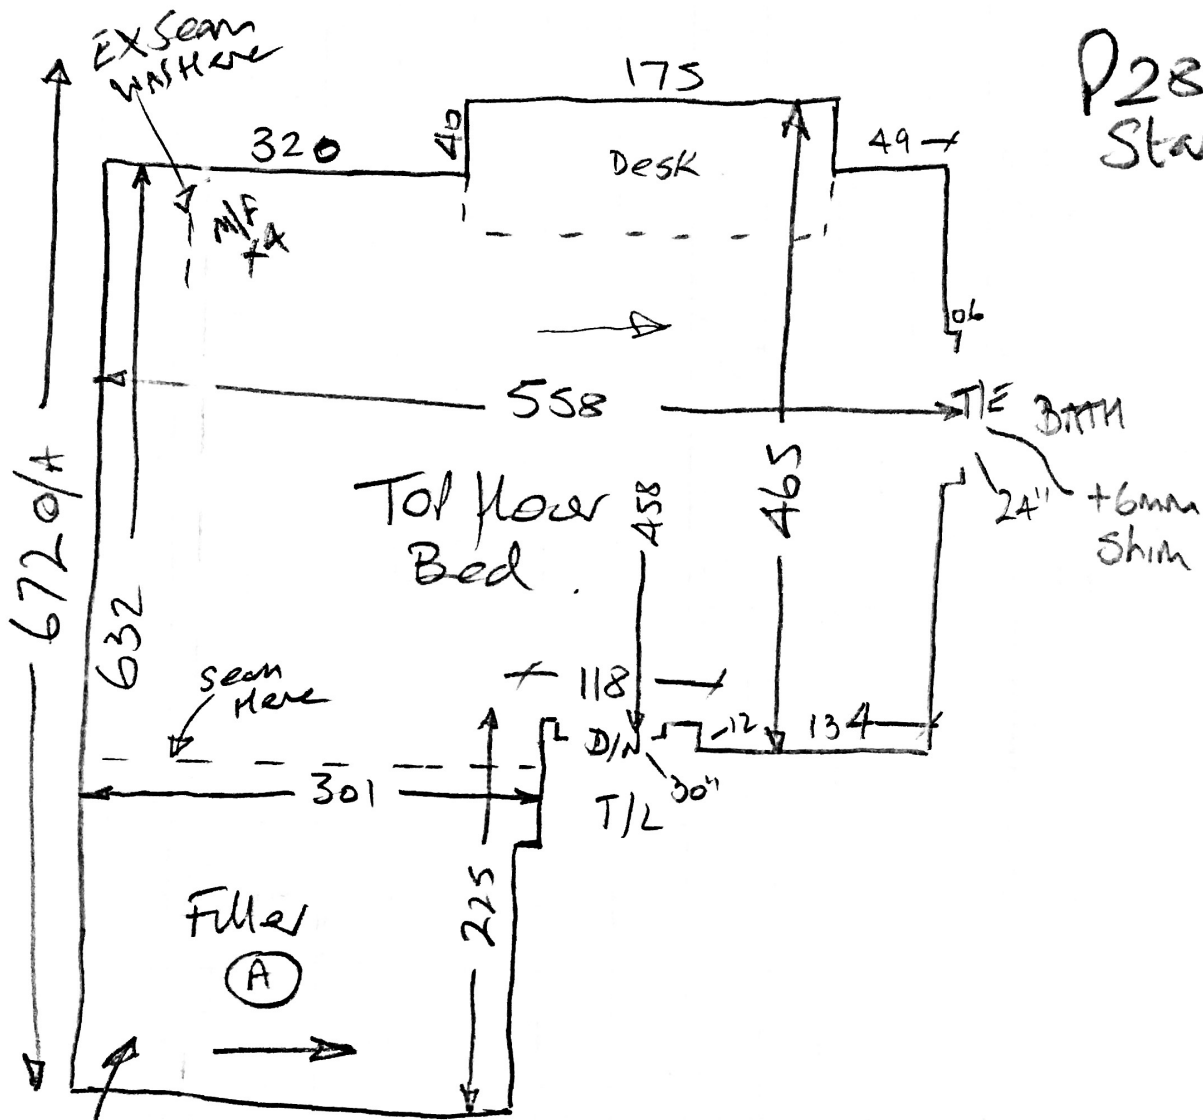 EX Seam
was Here
175
P28
Sta
320
40
Desk
49
M/F
+A
06
558
T/E BATH
24"
+6mm
Shim
672 O/A
632
Top floor
Bed
458
465
Seam
Here
118
D/N
12
134
30"
T/L
301
225
Filler
A